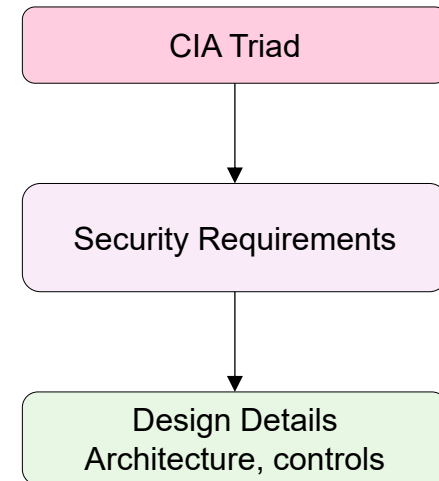 CIA Triad
Security Requirements
Design Details
Architecture, controls